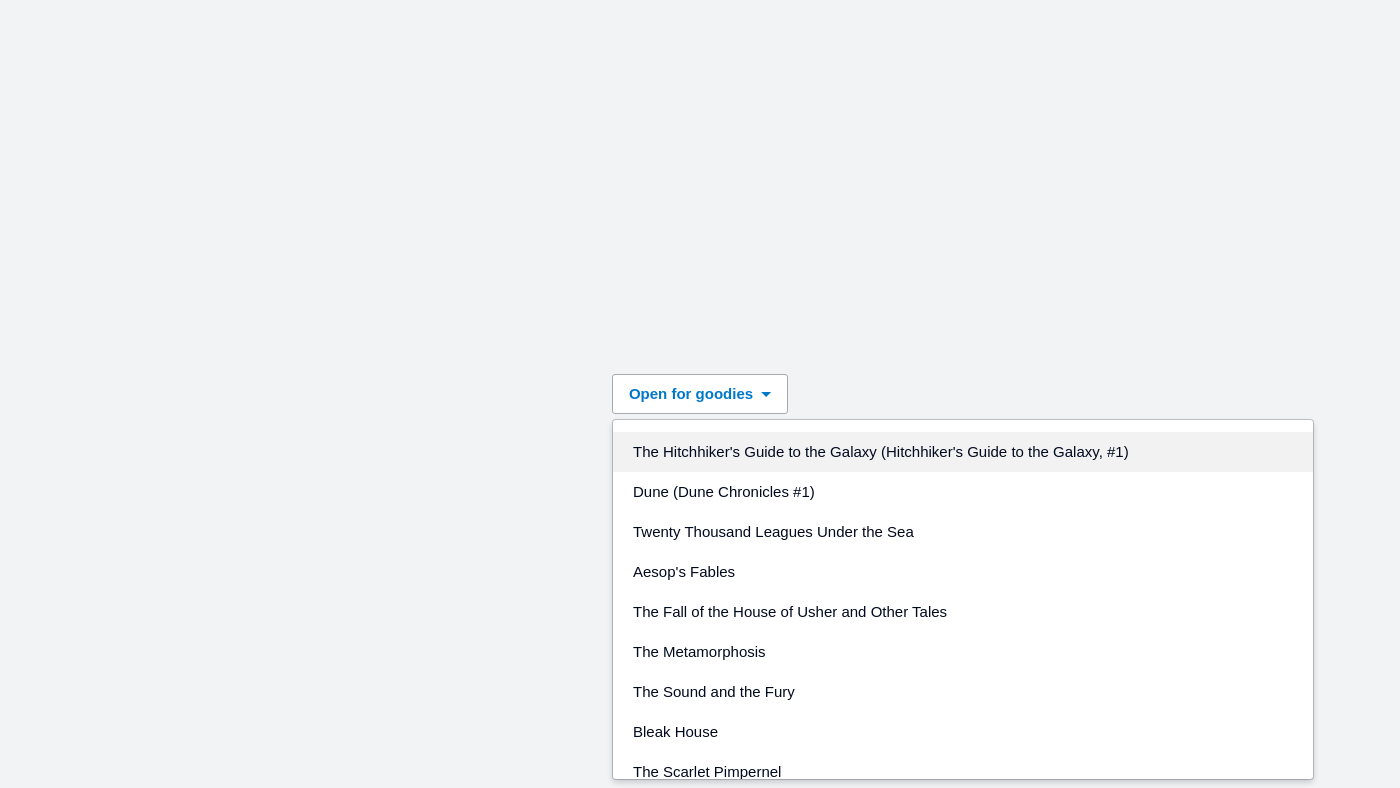 Open for goodies
The Hitchhiker's Guide to the Galaxy (Hitchhiker's Guide to the Galaxy, #1)
Dune (Dune Chronicles #1)
Twenty Thousand Leagues Under the Sea
Aesop's Fables
The Fall of the House of Usher and Other Tales
The Metamorphosis
The Sound and the Fury
Bleak House
The Scarlet Pimpernel